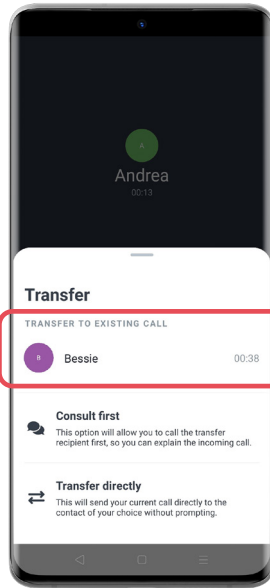 A
Andrea
00:13
Transfer
TRANSFER TO EXISTING CALL
B
Bessie
00:38
Consult first
This option will allow you to call the transfer
recipient first, so you can explain the incoming call.
Transfer directly
This will send your current call directly to the
contact of your choice without prompting.